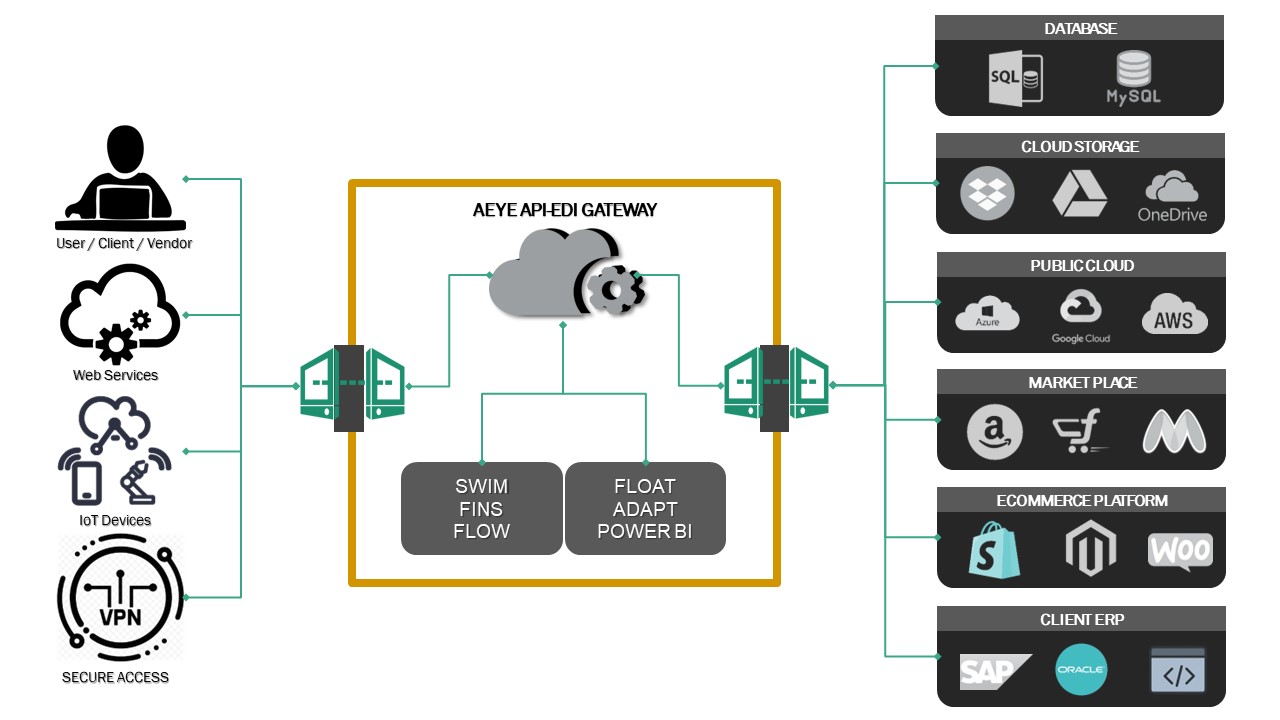 User / Client / Vendor
Web Services
IoT Devices
VPN
SECURE ACCESS
AEYE API-EDI GATEWAY
SWIM
FINS
FLOW
FLOAT
ADAPT
POWER BI
DATABASE
SQL
MySQL
CLOUD STORAGE
OneDrive
PUBLIC CLOUD
Azure
Google Cloud
AWS
MARKET PLACE
a
f
M
ECOMMERCE PLATFORM
S
WOO
CLIENT ERP
SAP
ORACLE
</>